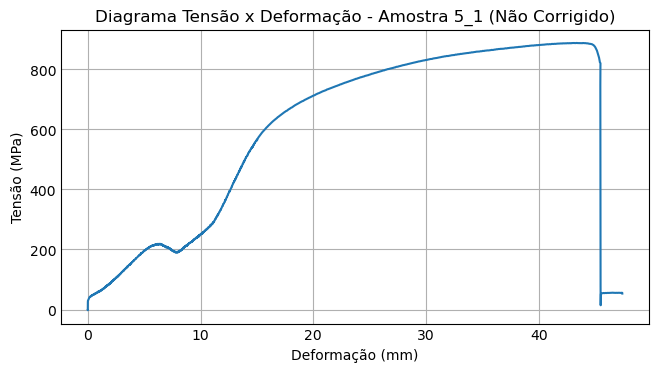 Diagrama Tensão x Deformação - Amostra 5_1 (Não Corrigido)
Tensão (MPa)
800
600
400
200
0
0 10 20 30 40
Deformação (mm)